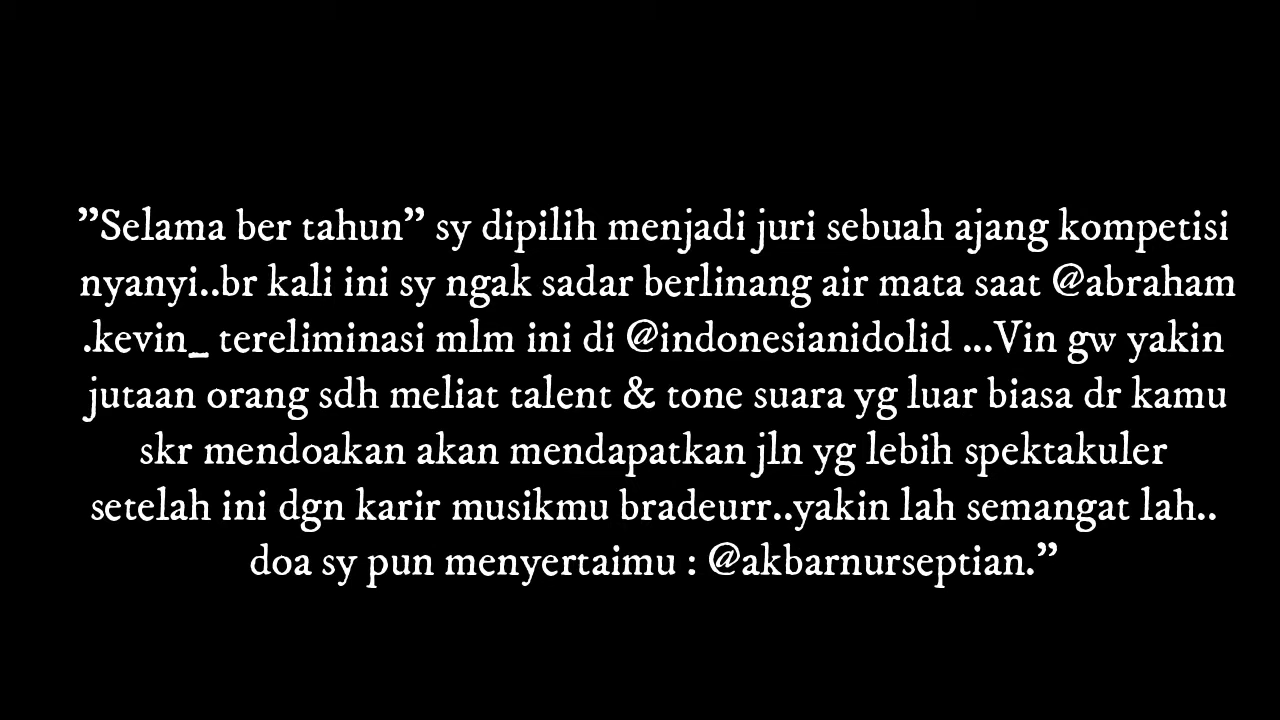 "Selama ber tahun" sy dipilih menjadi juri sebuah ajang kompetisi
nyanyi..br kali ini sy ngak sadar berlinang air mata saat @abraham
.kevin_ tereliminasi mlm ini di @indonesianidolid ...Vin gw yakin
jutaan orang sdh meliat talent & tone suara yg luar biasa dr kamu
skr mendoakan akan mendapatkan jln yg lebih spektakuler
setelah ini dgn karir musikmu bradeurr..yakin lah semangat lah..
doa sy pun menyertaimu : @akbarnurseptian."